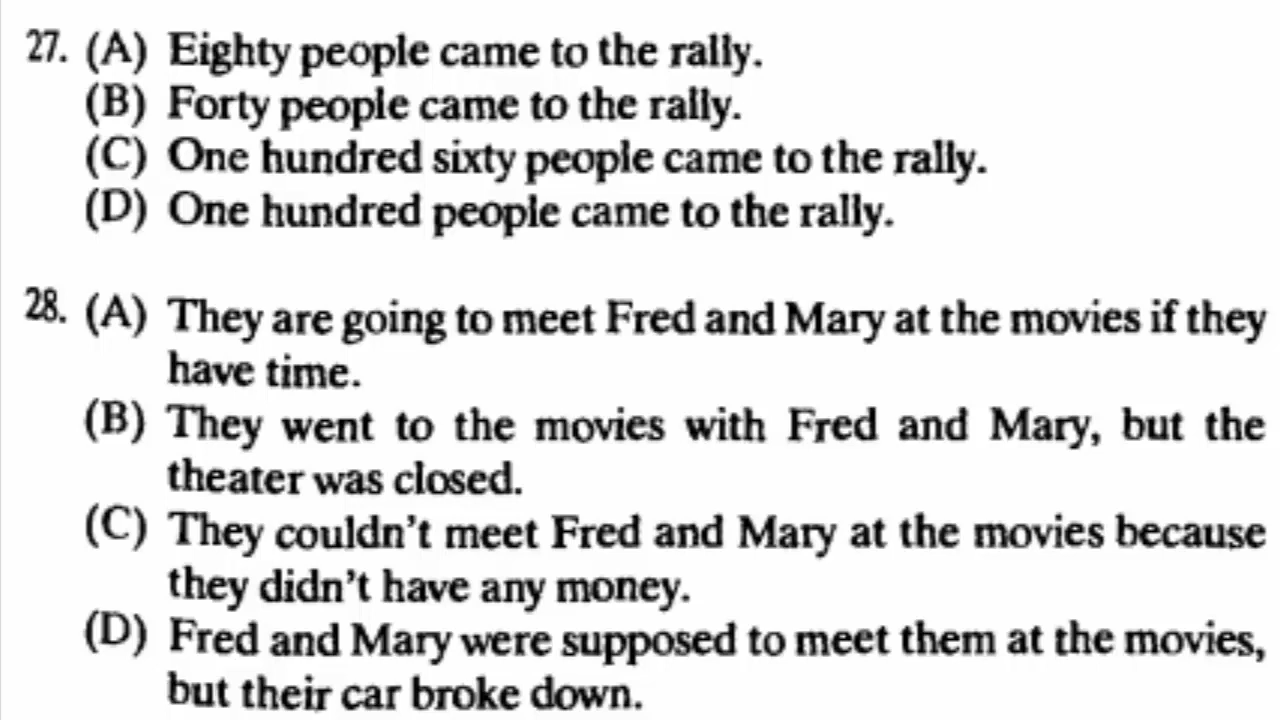 27. (A) Eighty people came to the rally.
(B) Forty people came to the rally.
(C) One hundred sixty people came to the rally.
(D) One hundred people came to the rally.
28. (A) They are going to meet Fred and Mary at the movies if they
have time.
(B) They went to the movies with Fred and Mary, but the
theater was closed.
(C) They couldn't meet Fred and Mary at the movies because
they didn't have any money.
(D) Fred and Mary were supposed to meet them at the movies,
but their car broke down.